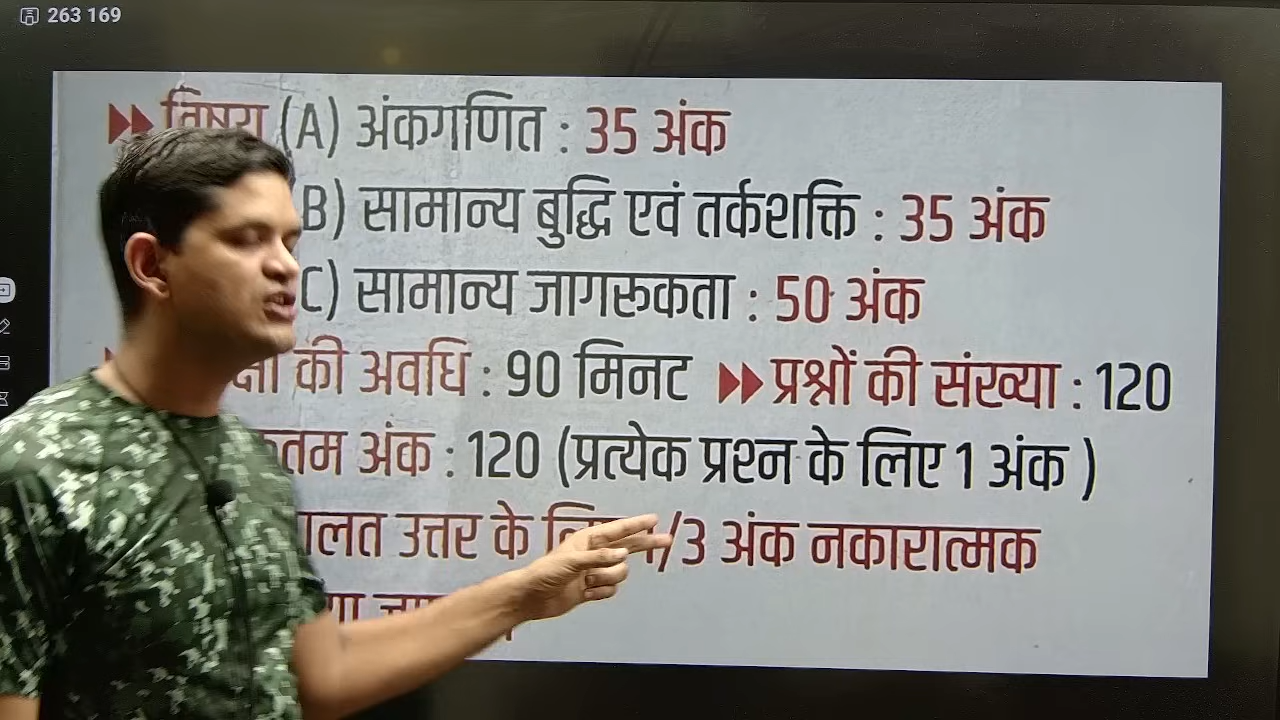 263 169
विषय (A) अंकगणित : 35 अंक
B) सामान्य बुद्धि एवं तर्कशक्ति : 35 अंक
C) सामान्य जागरूकता : 50 अंक
की अवधि : 90 मिनट प्रश्नों की संख्या : 120
अंक : 120 (प्रत्येक प्रश्न के लिए 1 अंक )
उत्तर के /3 अंक नकारात्मक